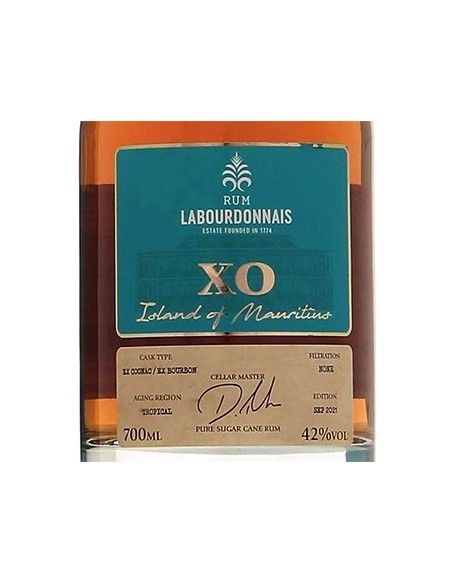 RUM
LABOURDONNAIS
ESTATE FOUNDED IN 1774
XO
Island of Mauritius
CASK TYPE
EX COGNAC / EX BOURBON
AGING REGION
TROPICAL
700ML
CELLAR MASTER
PURE SUGAR CANE RUM
FILTRATION
NONE
EDITION
SEP 2021
42%VOL